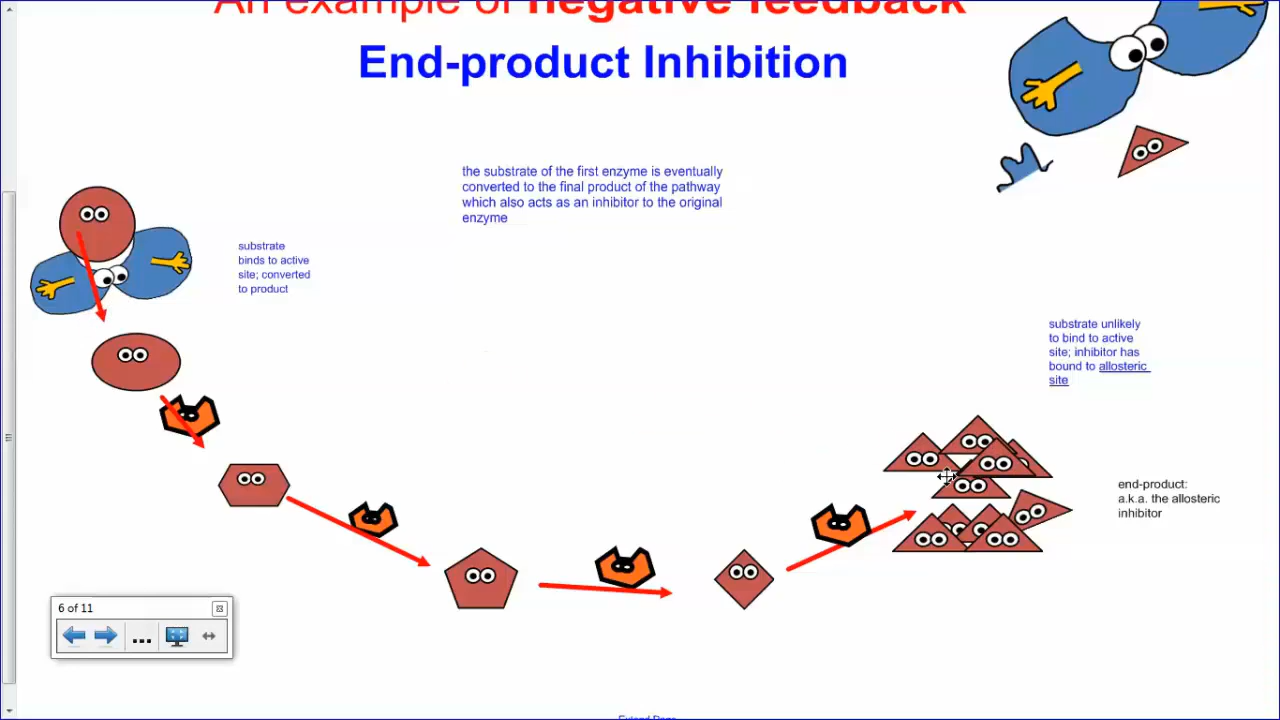 An example of negative feedback
End-product Inhibition
the substrate of the first enzyme is eventually
converted to the final product of the pathway
which also acts as an inhibitor to the original
enzyme
substrate
binds to active
site; converted
to product
substrate unlikely
to bind to active
site; inhibitor has
bound to allosteric
site
end-product:
a.k.a. the allosteric
inhibitor
6 of 11
Extend Page